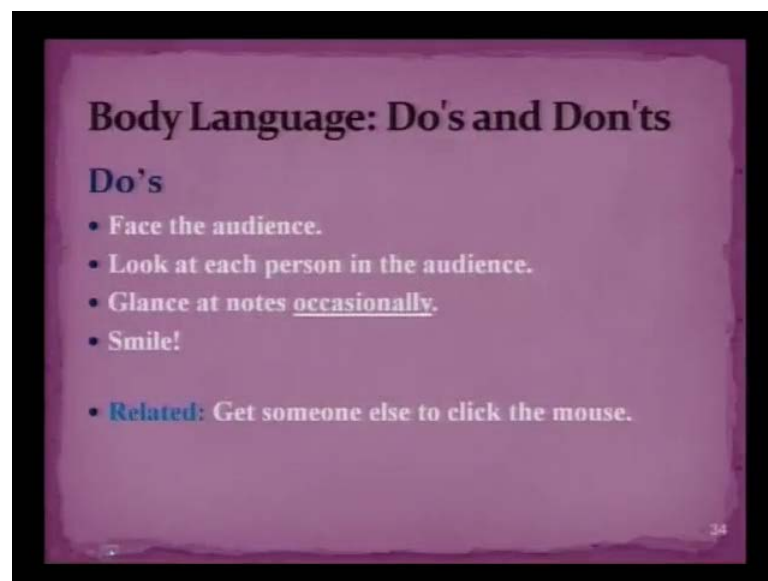 Body Language: Do's and Don'ts
Do’s
• Face the audience.
• Look at each person in the audience.
• Glance at notes occasionally.
• Smile!
• Related: Get someone else to click the mouse.
34